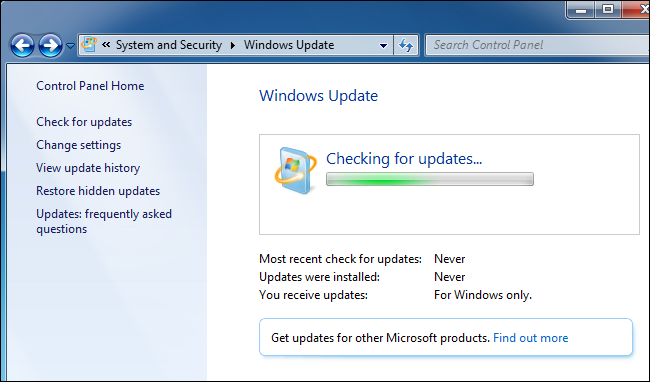 « System and Security ▸ Windows Update
Search Control Panel
Control Panel Home
Check for updates
Change settings
View update history
Restore hidden updates
Updates: frequently asked
questions
Windows Update
Checking for updates...
Most recent check for updates: Never
Updates were installed: Never
You receive updates: For Windows only.
Get updates for other Microsoft products. Find out more